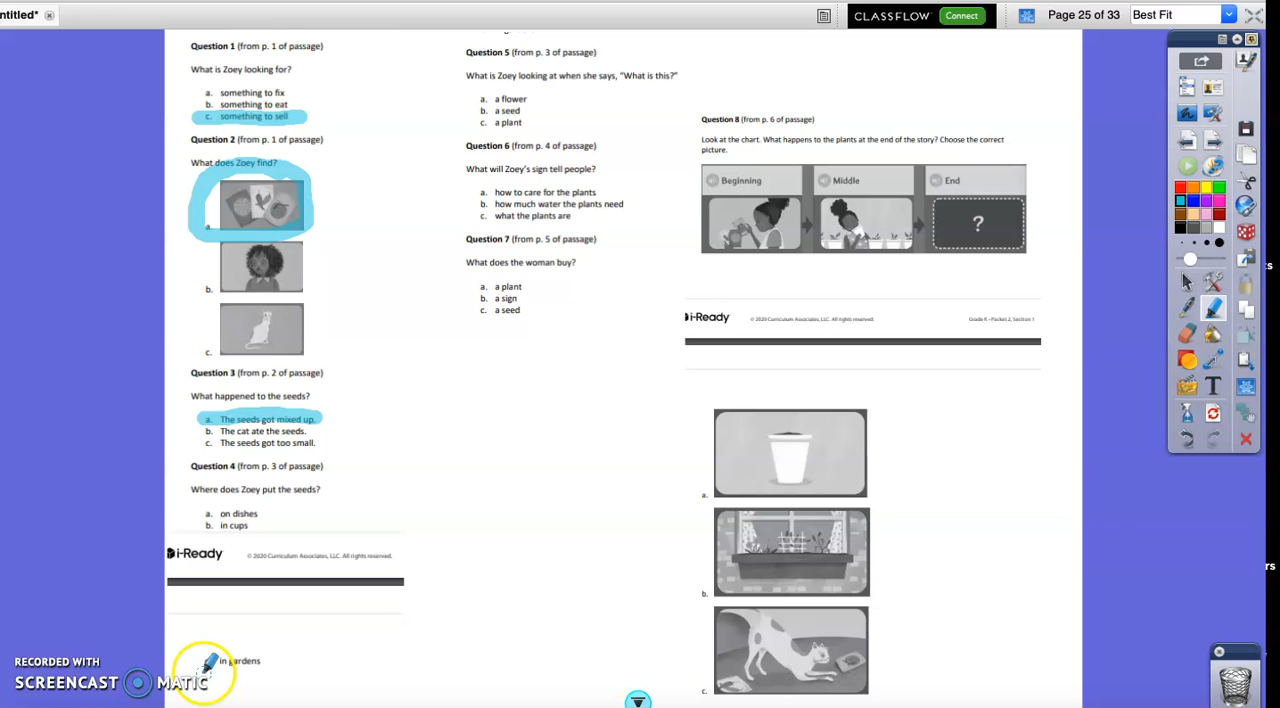 ntitled*
CLASSFLOW Connect
Page 25 of 33 Best Fit
Question 1 (from p. 1 of passage)
What is Zoey looking for?
a. something to fix
b. something to eat
c. something to sell
Question 2 (from p. 1 of passage)
What does Zoey find?
a.
b.
c.
Question 3 (from p. 2 of passage)
What happened to the seeds?
a. The seeds got mixed up.
b. The cat ate the seeds.
c. The seeds got too small.
Question 4 (from p. 3 of passage)
Where does Zoey put the seeds?
a. on dishes
b. in cups
i-Ready © 2020 Curriculum Associates, LLC. All rights reserved.
in gardens
Question 5 (from p. 3 of passage)
What is Zoey looking at when she says, "What is this?"
a. a flower
b. a seed
c. a plant
Question 6 (from p. 4 of passage)
What will Zoey's sign tell people?
a. how to care for the plants
b. how much water the plants need
c. what the plants are
Question 7 (from p. 5 of passage)
What does the woman buy?
a. a plant
b. a sign
c. a seed
Question 8 (from p. 6 of passage)
Look at the chart. What happens to the plants at the end of the story? Choose the correct
picture.
Beginning Middle End
?
i-Ready © 2020 Curriculum Associates, LLC. All rights reserved. Grade K • Packet 2, Section 1
a.
b.
c.
RECORDED WITH
SCREENCAST MATIC
T
ts
rs